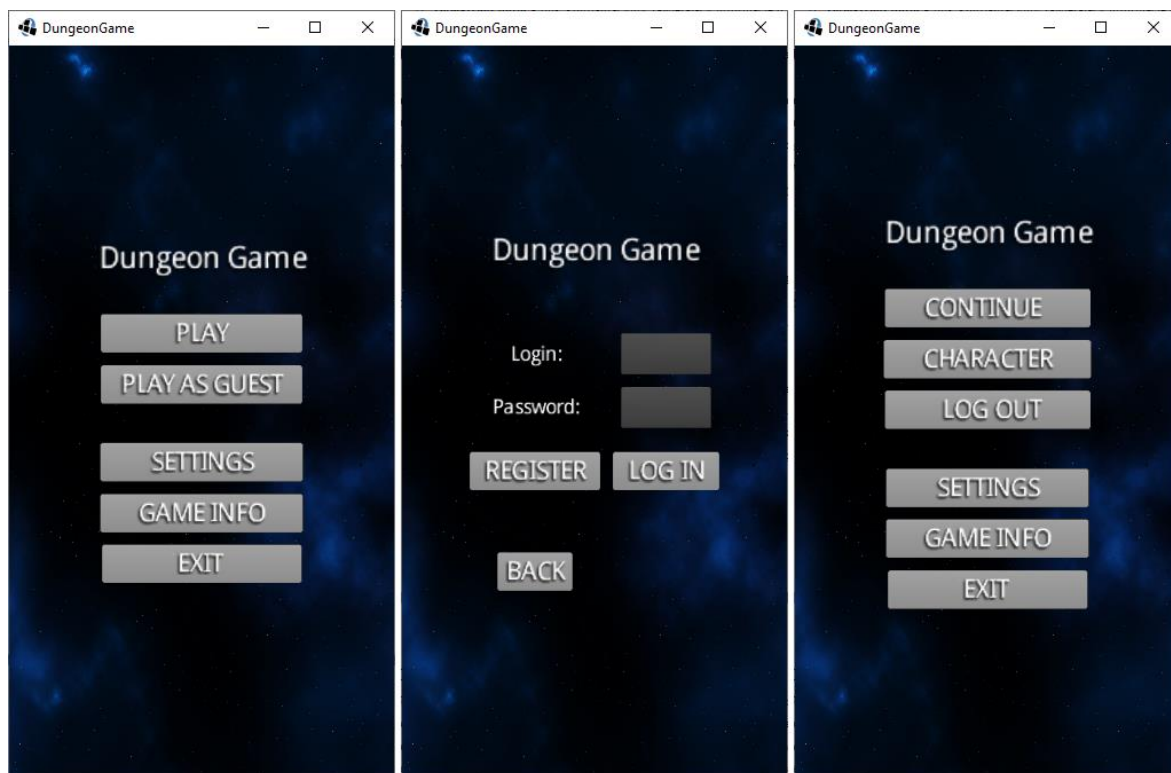 DungeonGame
Dungeon Game
PLAY
PLAY AS GUEST
SETTINGS
GAME INFO
EXIT
DungeonGame
Dungeon Game
Login:
Password:
REGISTER LOG IN
BACK
DungeonGame
Dungeon Game
CONTINUE
CHARACTER
LOG OUT
SETTINGS
GAME INFO
EXIT